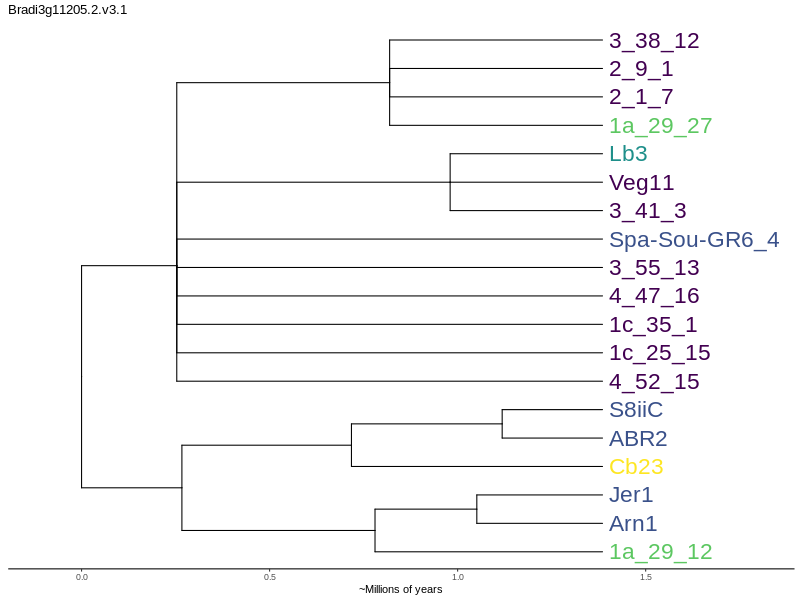 Bradi3g11205.2.v3.1
3_38_12
2_9_1
2_1_7
1a_29_27
Lb3
Veg11
3_41_3
Spa-Sou-GR6_4
3_55_13
4_47_16
1c_35_1
1c_25_15
4_52_15
S8iiC
ABR2
Cb23
Jer1
Arn1
1a_29_12
0.0 0.5 1.0 1.5
~Millions of years